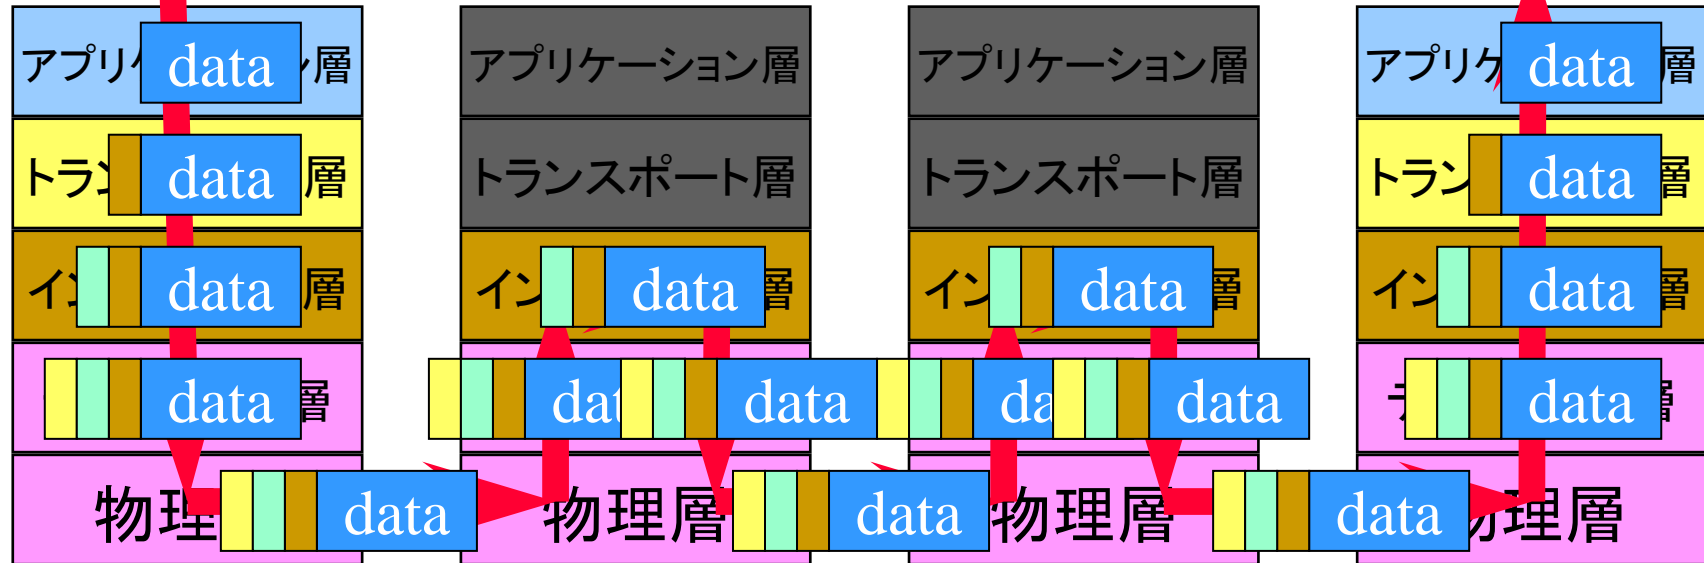 アプリ ン層 data
アプリケーション層
アプリケーション層
アプリケ 層 data
トラン 層 data
トランスポート層
トランスポート層
トラン 層 data
イン 層 data
イン 層 data
イン 層 data
イン 層 data
層 data
data
data
data
層 data
物理 data
物理層 data
物理層 data
物理層